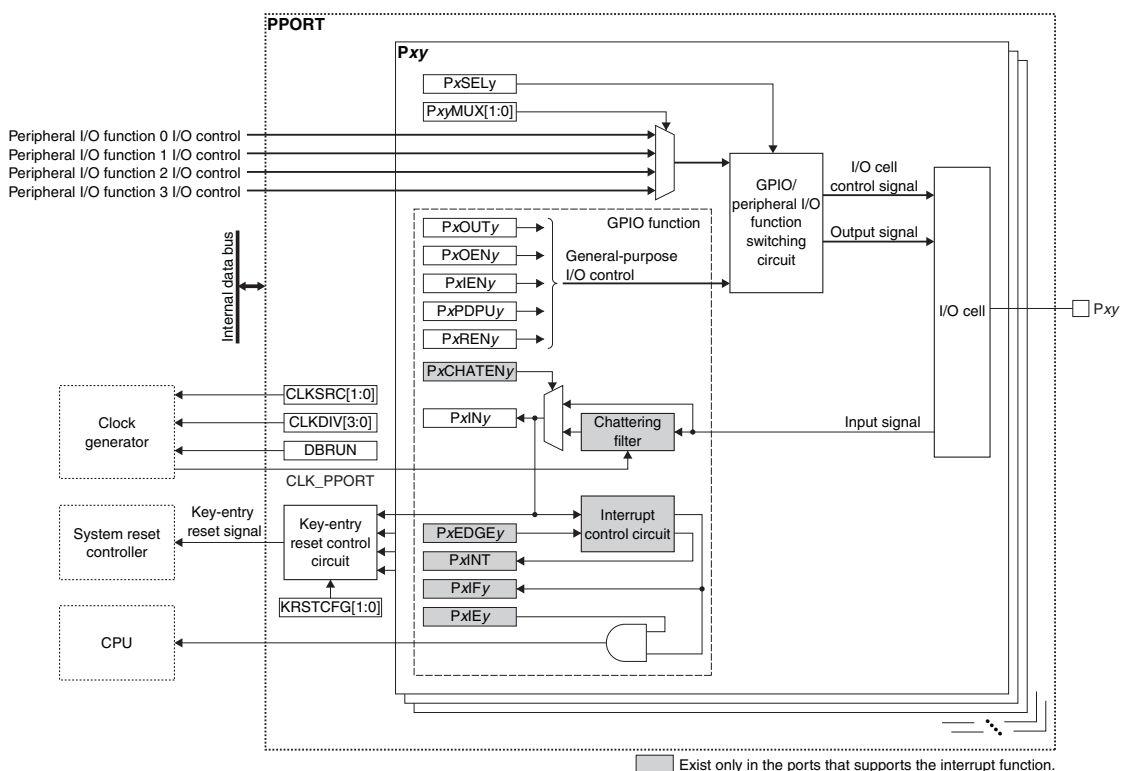 PPORT
Pxy
PxSELy
PxyMUX[1:0]
Peripheral I/O function 0 I/O control
Peripheral I/O function 1 I/O control
Peripheral I/O function 2 I/O control
Peripheral I/O function 3 I/O control
GPIO/
peripheral I/O
function
switching
circuit
I/O cell
control signal
Output signal
I/O cell
Pxy
GPIO function
PxOUTy
PxOENy
PxIENy
PxPDPUy
PxRENy
General-purpose
I/O control
Internal data bus
PxCHATENy
PxINy
Chattering
filter
Input signal
Clock
generator
CLKSRC[1:0]
CLKDIV[3:0]
DBRUN
CLK_PPORT
System reset
controller
Key-entry
reset signal
Key-entry
reset control
circuit
KRSTCFG[1:0]
PxEDGEy
PxINT
PxIFy
PxIEy
Interrupt
control circuit
CPU
Exist only in the ports that supports the interrupt function.